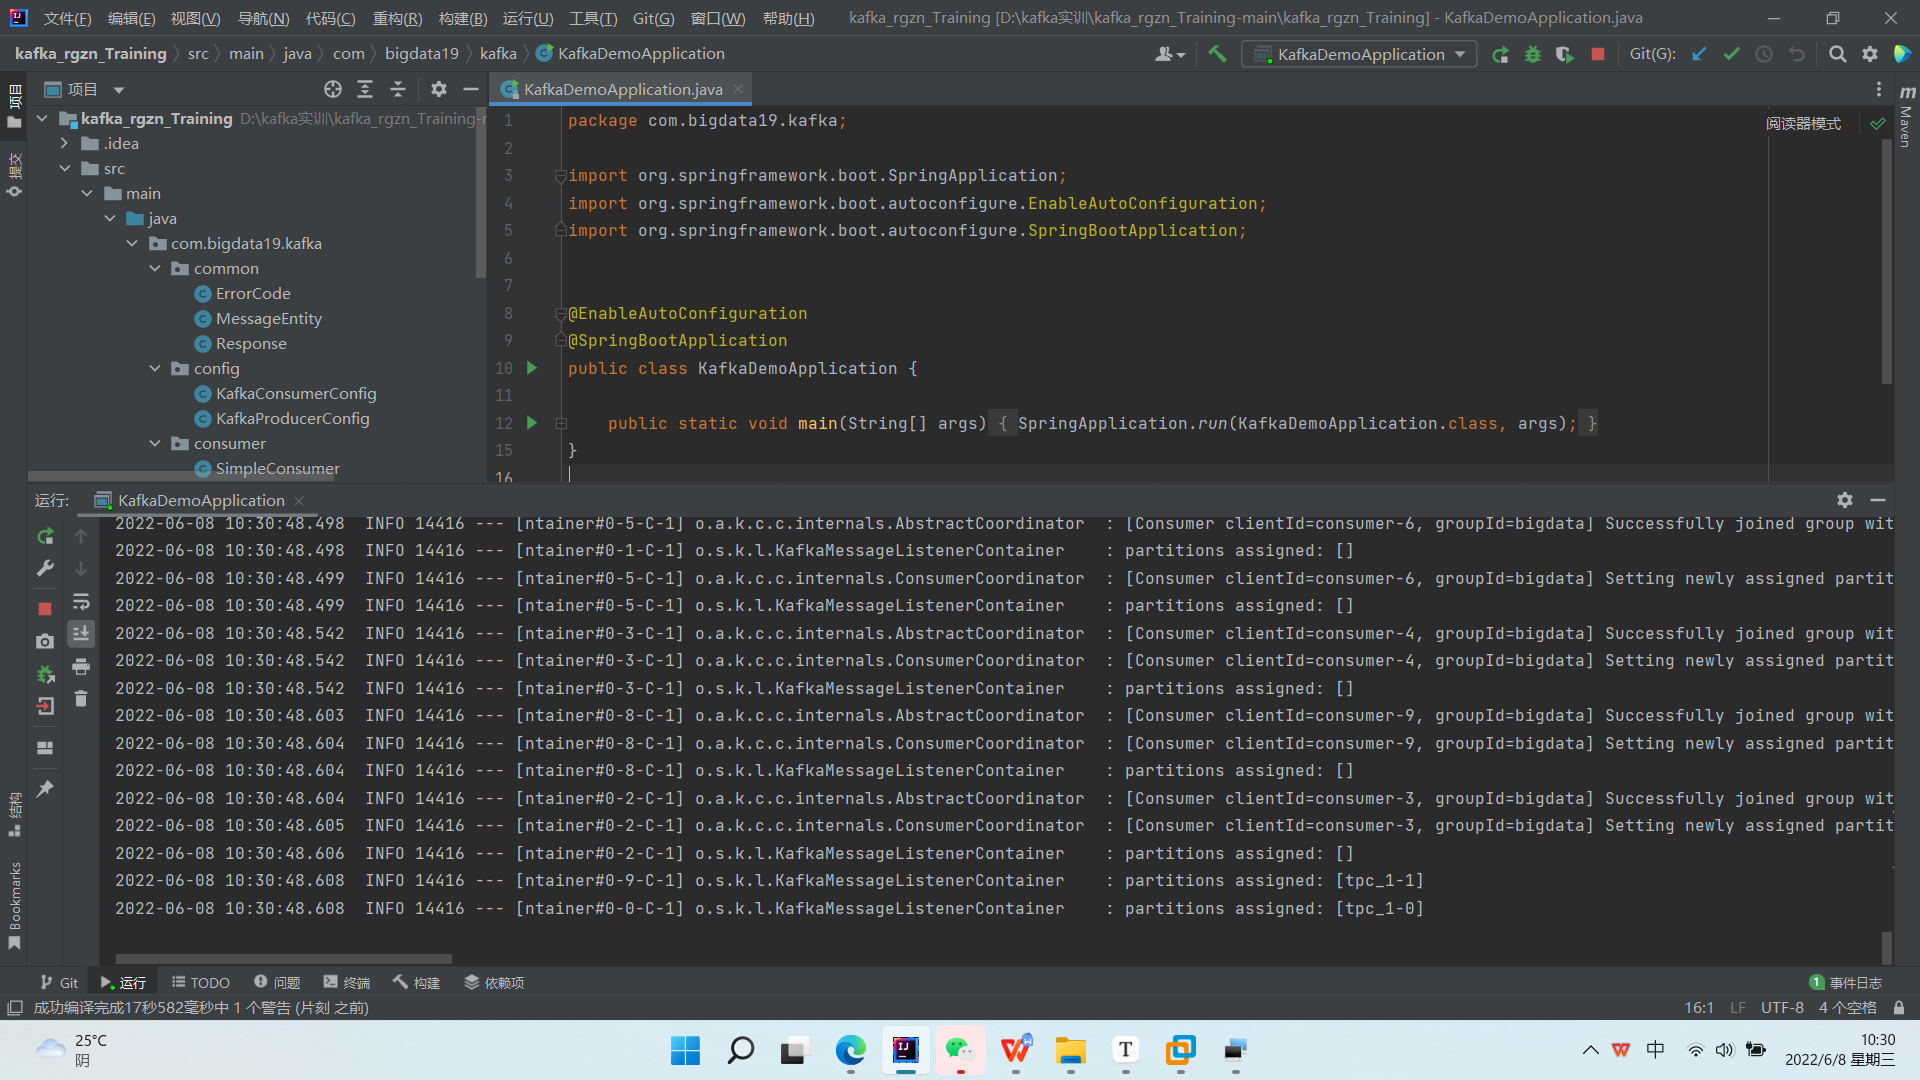 文件(F) 编辑(E) 视图(V) 导航(N) 代码(C) 重构(R) 构建(B) 运行(U) 工具(T) Git(G) 窗口(W) 帮助(H) kafka_rgzn_Training [D:\kafka实训\kafka_rgzn_Training-main\kafka_rgzn_Training] - KafkaDemoApplication.java
kafka_rgzn_Training src main java com bigdata19 kafka KafkaDemoApplication
KafkaDemoApplication
Git(G):
项目
提交
结构
Bookmarks
项目
kafka_rgzn_Training D:\kafka实训\kafka_rgzn_Training-r
.idea
src
main
java
com.bigdata19.kafka
common
ErrorCode
MessageEntity
Response
config
KafkaConsumerConfig
KafkaProducerConfig
consumer
SimpleConsumer
KafkaDemoApplication.java
Maven
阅读器模式
1 package com.bigdata19.kafka;
2
3 import org.springframework.boot.SpringApplication;
4 import org.springframework.boot.autoconfigure.EnableAutoConfiguration;
5 import org.springframework.boot.autoconfigure.SpringBootApplication;
6
7
8 @EnableAutoConfiguration
9 @SpringBootApplication
10 public class KafkaDemoApplication {
11
12 public static void main(String[] args) { SpringApplication.run(KafkaDemoApplication.class, args); }
15 }
16
运行: KafkaDemoApplication
2022-06-08 10:30:48.498 INFO 14416 --- [ntainer#0-5-C-1] o.a.k.c.c.internals.AbstractCoordinator : [Consumer clientId=consumer-6, groupId=bigdata] Successfully joined group wit
2022-06-08 10:30:48.498 INFO 14416 --- [ntainer#0-1-C-1] o.s.k.l.KafkaMessageListenerContainer : partitions assigned: []
2022-06-08 10:30:48.499 INFO 14416 --- [ntainer#0-5-C-1] o.a.k.c.c.internals.ConsumerCoordinator : [Consumer clientId=consumer-6, groupId=bigdata] Setting newly assigned partit
2022-06-08 10:30:48.499 INFO 14416 --- [ntainer#0-5-C-1] o.s.k.l.KafkaMessageListenerContainer : partitions assigned: []
2022-06-08 10:30:48.542 INFO 14416 --- [ntainer#0-3-C-1] o.a.k.c.c.internals.AbstractCoordinator : [Consumer clientId=consumer-4, groupId=bigdata] Successfully joined group wit
2022-06-08 10:30:48.542 INFO 14416 --- [ntainer#0-3-C-1] o.a.k.c.c.internals.ConsumerCoordinator : [Consumer clientId=consumer-4, groupId=bigdata] Setting newly assigned partit
2022-06-08 10:30:48.542 INFO 14416 --- [ntainer#0-3-C-1] o.s.k.l.KafkaMessageListenerContainer : partitions assigned: []
2022-06-08 10:30:48.603 INFO 14416 --- [ntainer#0-8-C-1] o.a.k.c.c.internals.AbstractCoordinator : [Consumer clientId=consumer-9, groupId=bigdata] Successfully joined group wit
2022-06-08 10:30:48.604 INFO 14416 --- [ntainer#0-8-C-1] o.a.k.c.c.internals.ConsumerCoordinator : [Consumer clientId=consumer-9, groupId=bigdata] Setting newly assigned partit
2022-06-08 10:30:48.604 INFO 14416 --- [ntainer#0-8-C-1] o.s.k.l.KafkaMessageListenerContainer : partitions assigned: []
2022-06-08 10:30:48.604 INFO 14416 --- [ntainer#0-2-C-1] o.a.k.c.c.internals.AbstractCoordinator : [Consumer clientId=consumer-3, groupId=bigdata] Successfully joined group wit
2022-06-08 10:30:48.605 INFO 14416 --- [ntainer#0-2-C-1] o.a.k.c.c.internals.ConsumerCoordinator : [Consumer clientId=consumer-3, groupId=bigdata] Setting newly assigned partit
2022-06-08 10:30:48.606 INFO 14416 --- [ntainer#0-2-C-1] o.s.k.l.KafkaMessageListenerContainer : partitions assigned: []
2022-06-08 10:30:48.608 INFO 14416 --- [ntainer#0-9-C-1] o.s.k.l.KafkaMessageListenerContainer : partitions assigned: [tpc_1-1]
2022-06-08 10:30:48.608 INFO 14416 --- [ntainer#0-0-C-1] o.s.k.l.KafkaMessageListenerContainer : partitions assigned: [tpc_1-0]
Git 运行 TODO 问题 终端 构建 依赖项 1 事件日志
成功编译完成17秒582毫秒中 1 个警告 (片刻 之前) 16:1 LF UTF-8 4 个空格
25°C
阴
中
10:30
2022/6/8 星期三